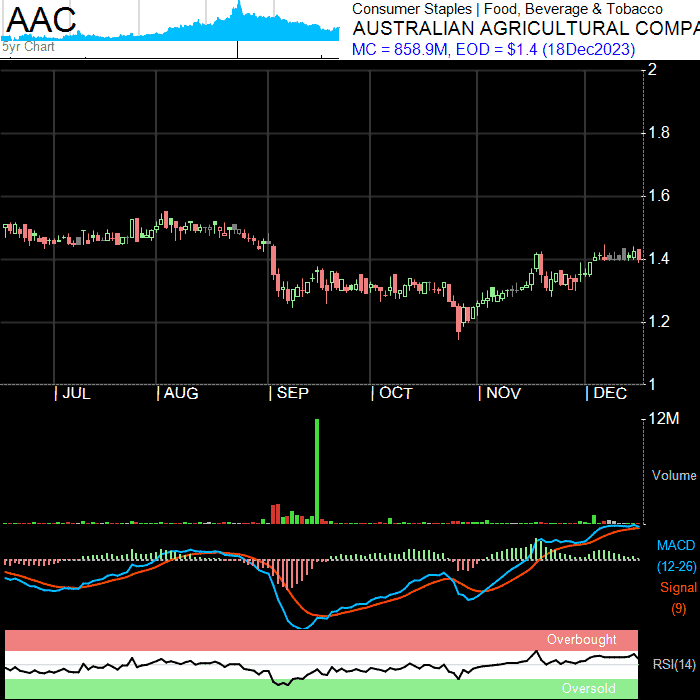 AAC
5yr Chart
Consumer Staples | Food, Beverage & Tobacco
AUSTRALIAN AGRICULTURAL COMPA
MC = 858.9M, EOD = $1.4 (18Dec2023)
2
1.8
1.6
1.4
1.2
1
| JUL | AUG | SEP | OCT | NOV | DEC
12M
Volume
MACD
(12-26)
Signal
(9)
Overbought
RSI(14)
Oversold